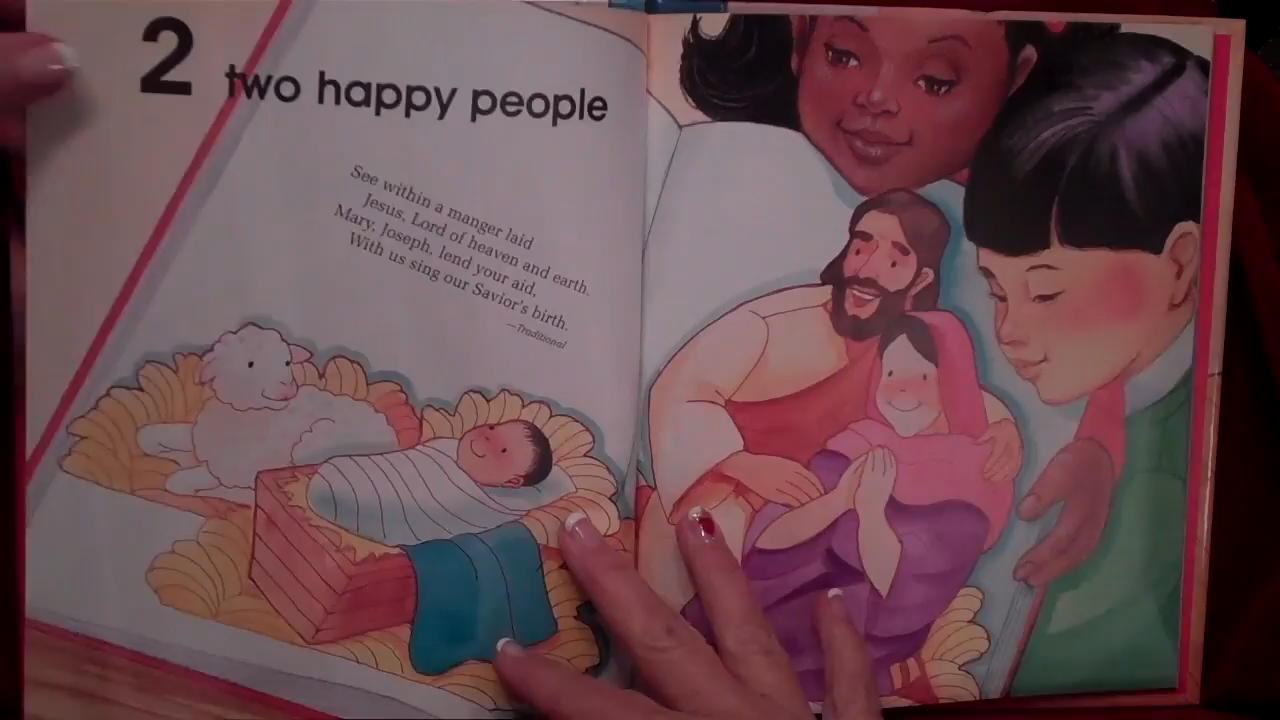 2 two happy people
See within a manger laid
Jesus, Lord of heaven and earth.
Mary, Joseph, lend your aid,
With us sing our Savior's birth.
—Traditional